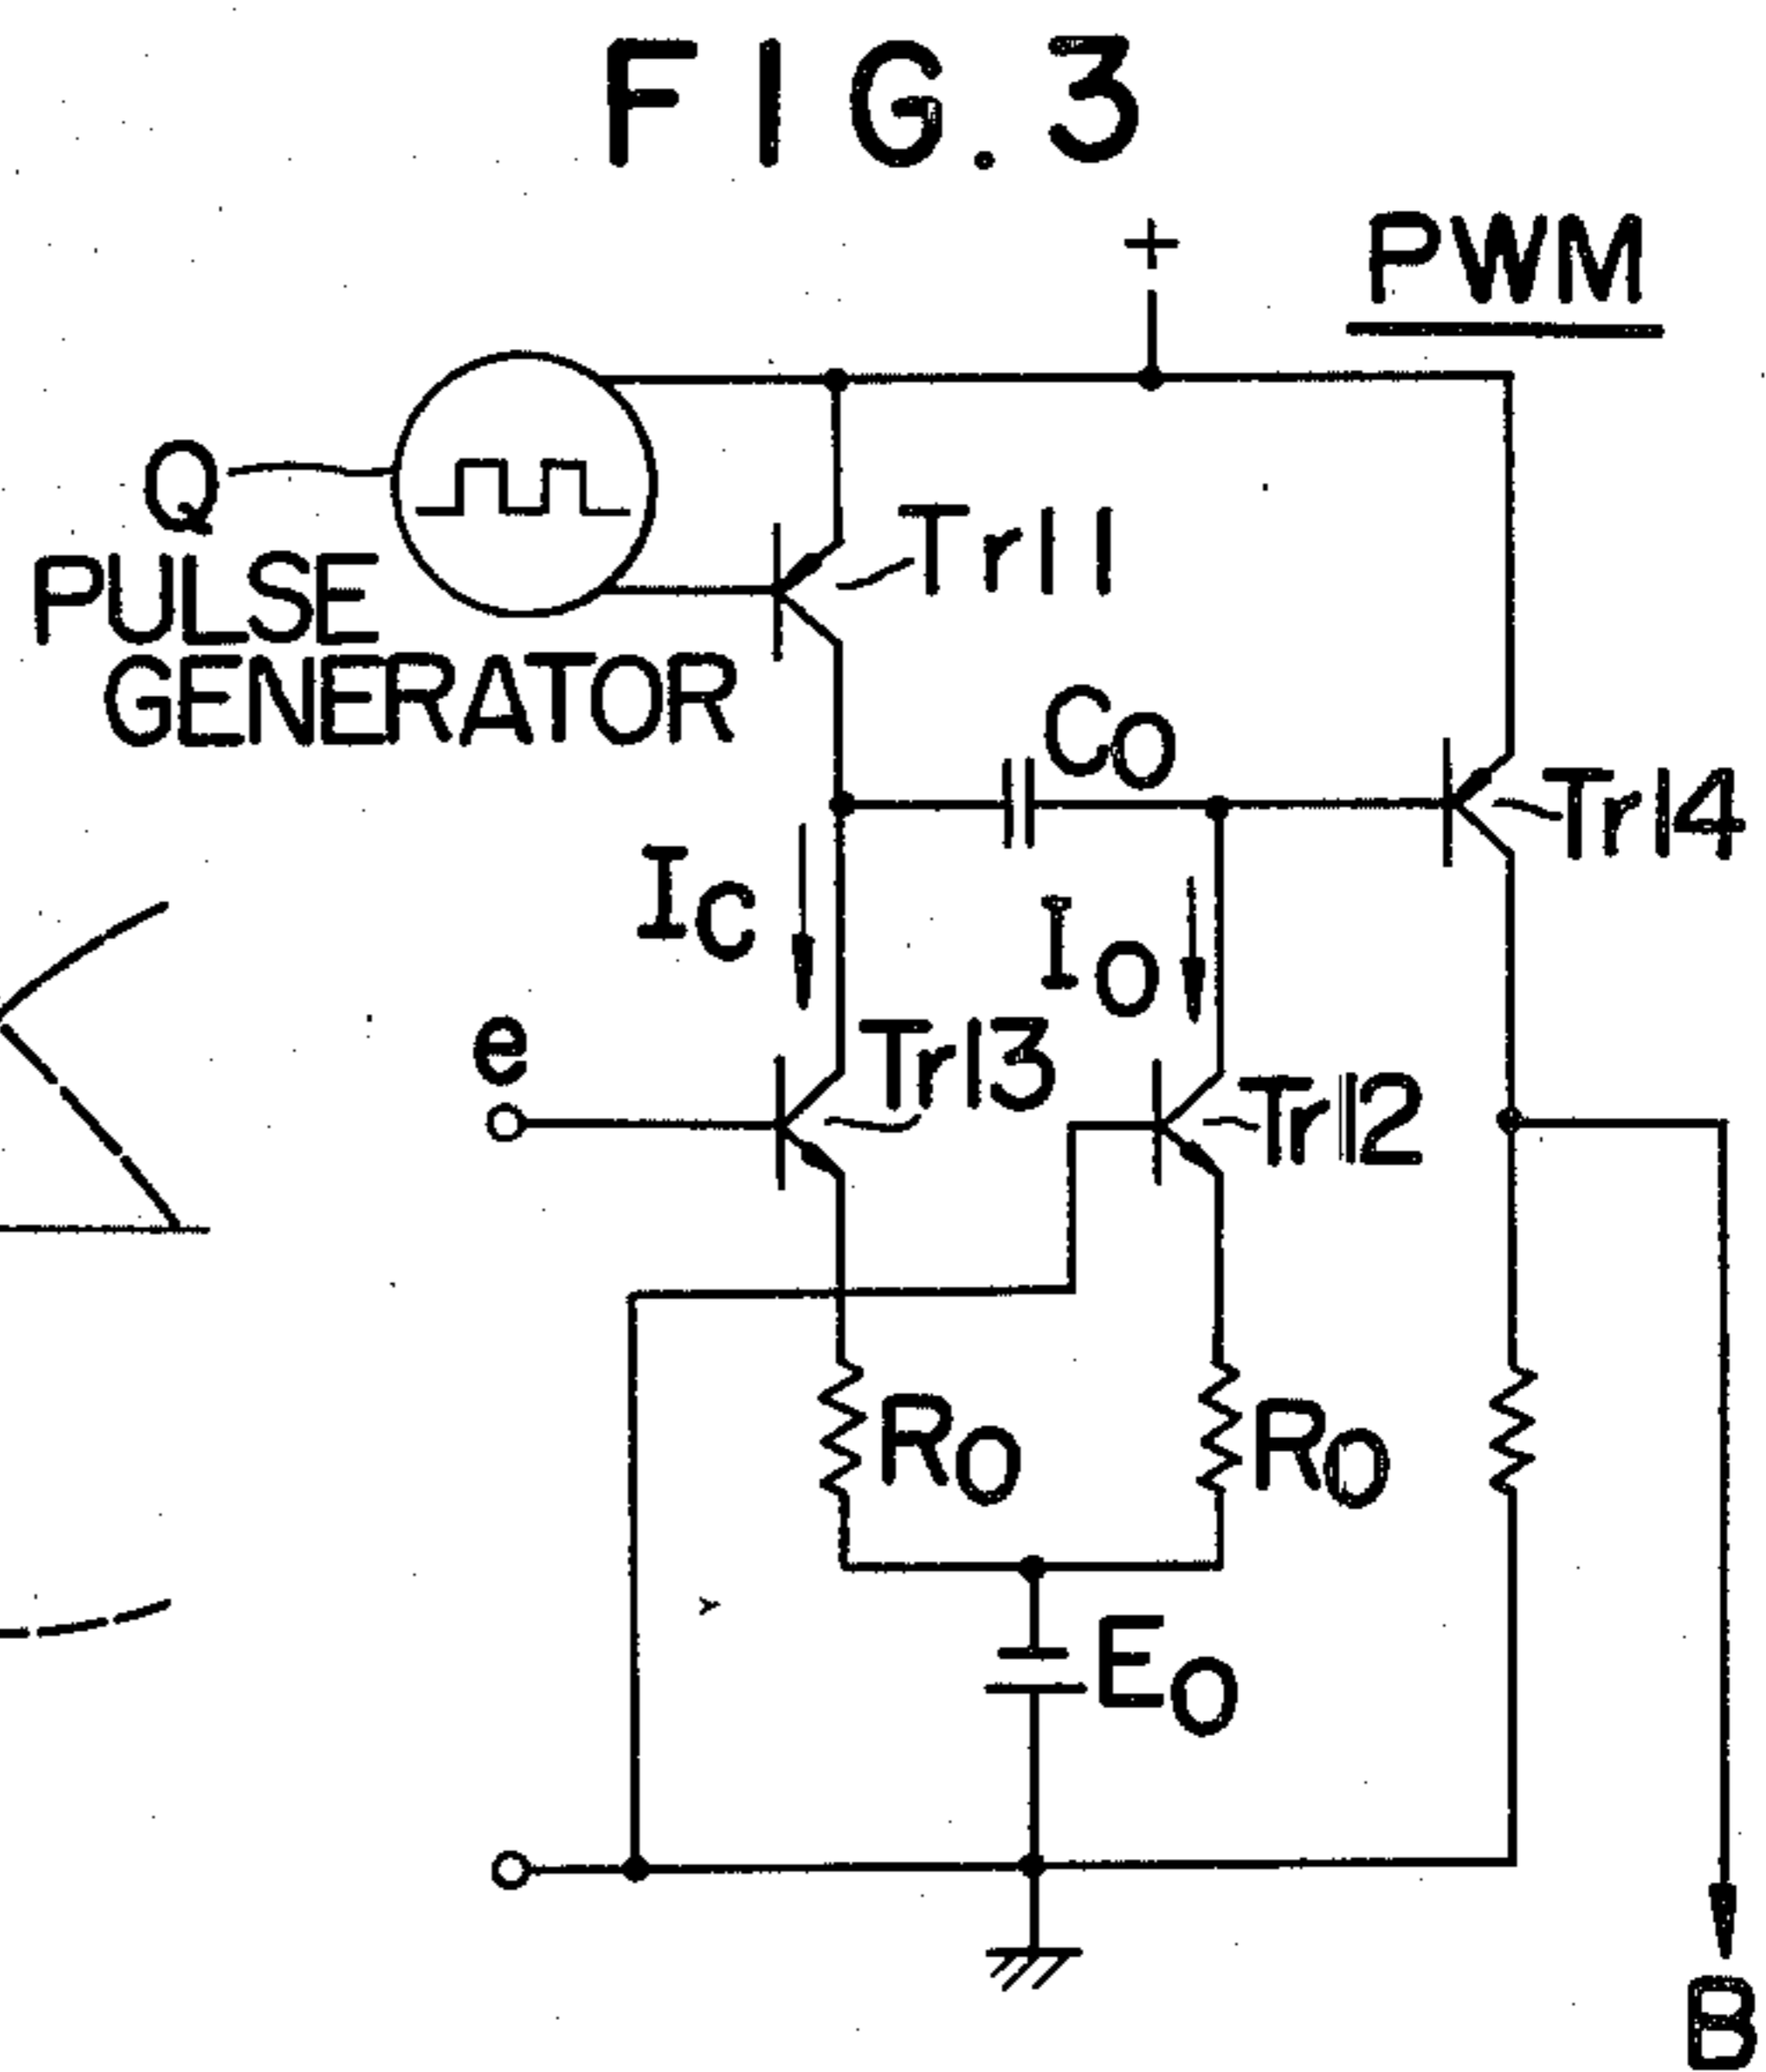 FIG. 3
+
PWM
Q
PULSE
GENERATOR
Tr11
Co
Tr14
Ic
Io
e
Tr13
Tr12
Ro
Ro
Eo
B